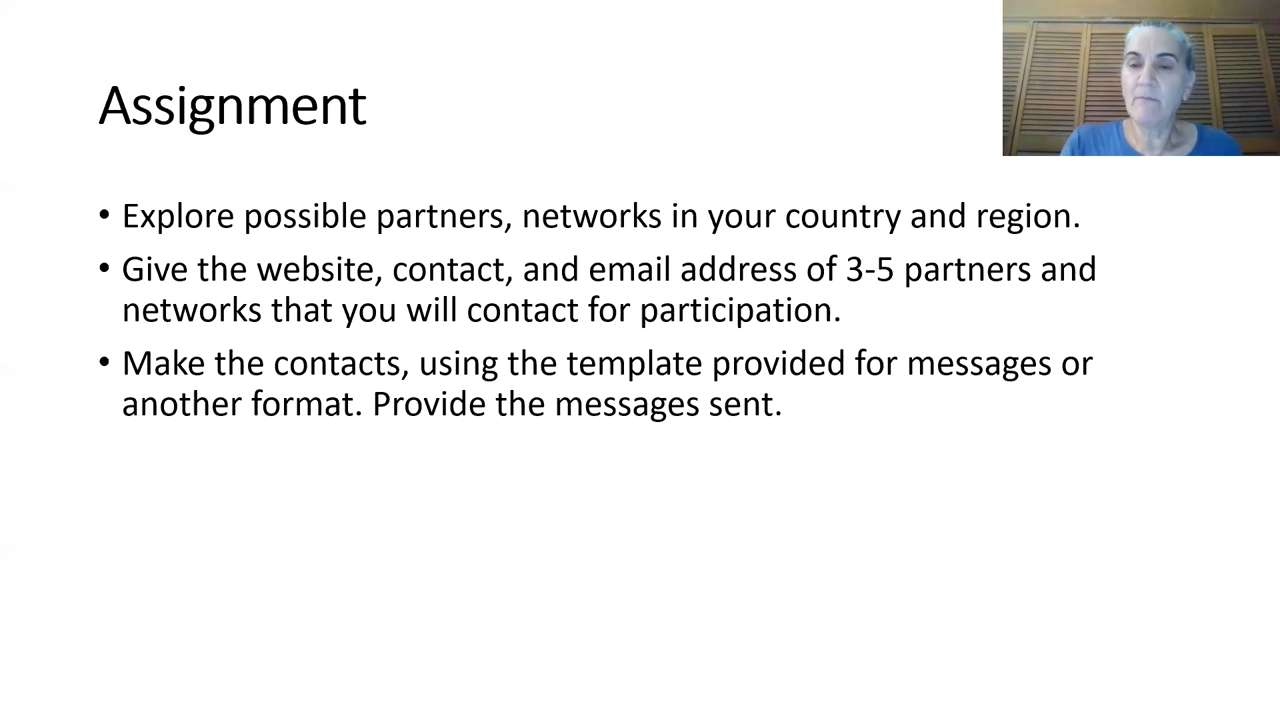 Assignment
• Explore possible partners, networks in your country and region.
• Give the website, contact, and email address of 3-5 partners and
networks that you will contact for participation.
• Make the contacts, using the template provided for messages or
another format. Provide the messages sent.